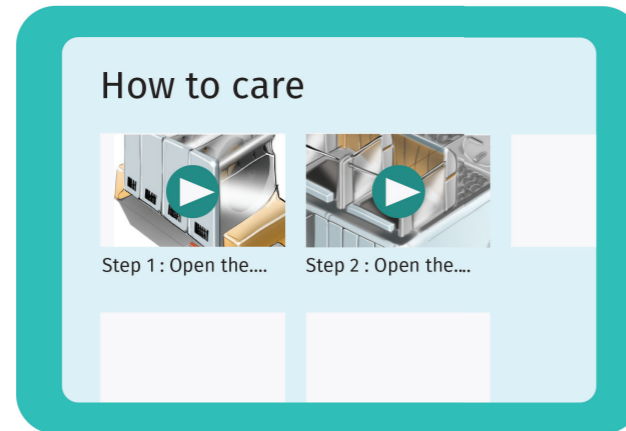 How to care
Step 1 : Open the....
Step 2 : Open the....